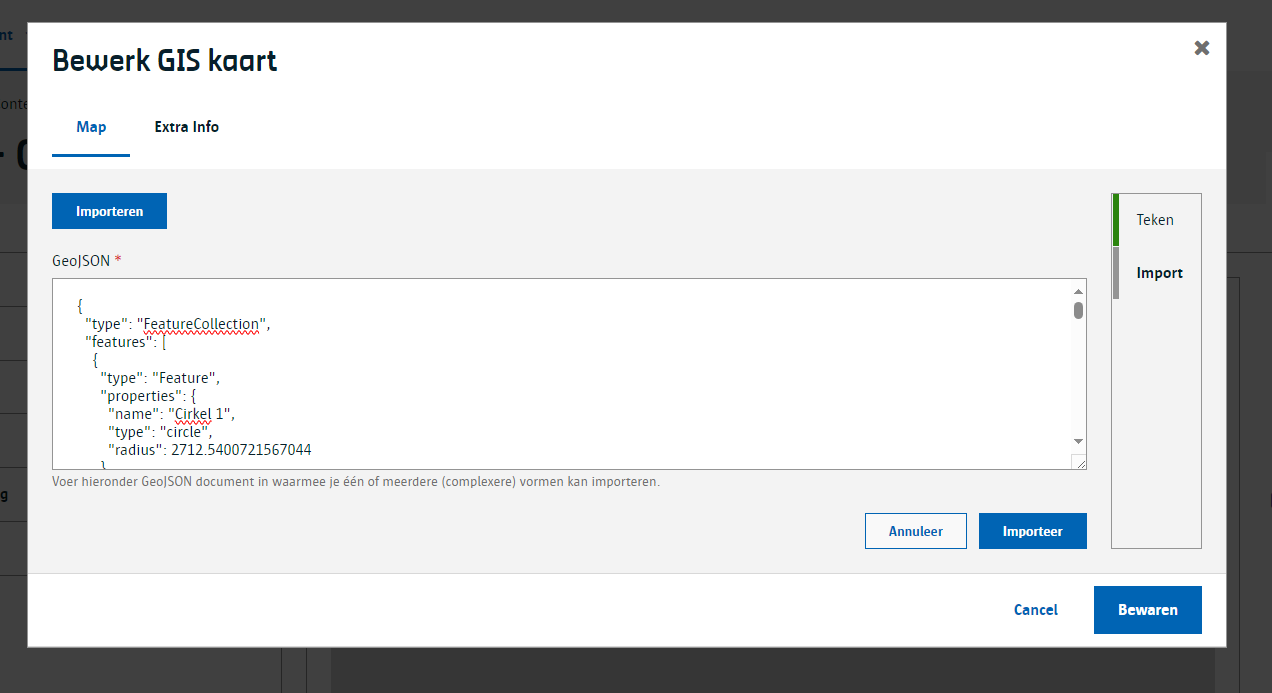 nt
Bewerk GIS kaart
Map
Extra Info
Importeren
Teken
GeoJSON *
Import
{
"type": "FeatureCollection",
"features": [
{
"type": "Feature",
"properties": {
"name": "Cirkel 1",
"type": "circle",
"radius": 2712.5400721567044
}
Voer hieronder GeoJSON document in waarmee je één of meerdere (complexere) vormen kan importeren.
Annuleer
Importeer
Cancel
Bewaren